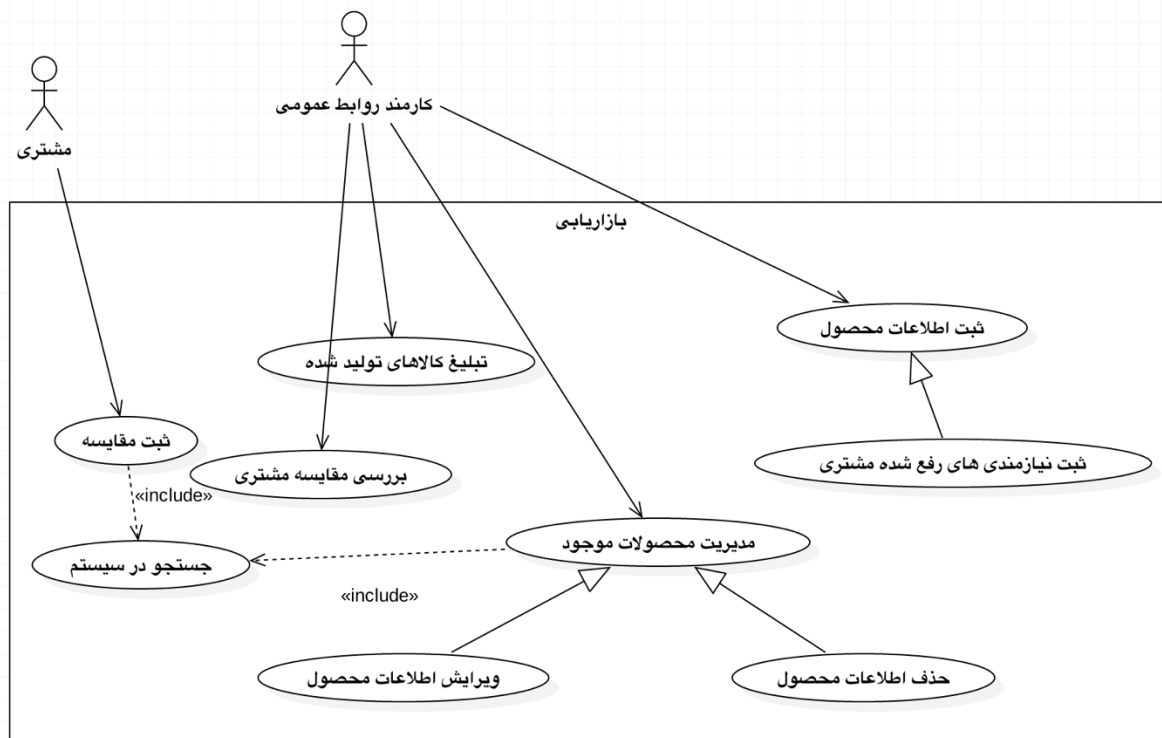 کارمند روابط عمومی
مشتری
بازاریابی
ثبت اطلاعات محصول
تبلیغ کالاهای تولید شده
ثبت مقایسه
بررسی مقایسه مشتری
ثبت نیازمندی های رفع شده مشتری
«include»
مدیریت محصولات موجود
جستجو در سیستم
«include»
ویرایش اطلاعات محصول
حذف اطلاعات محصول